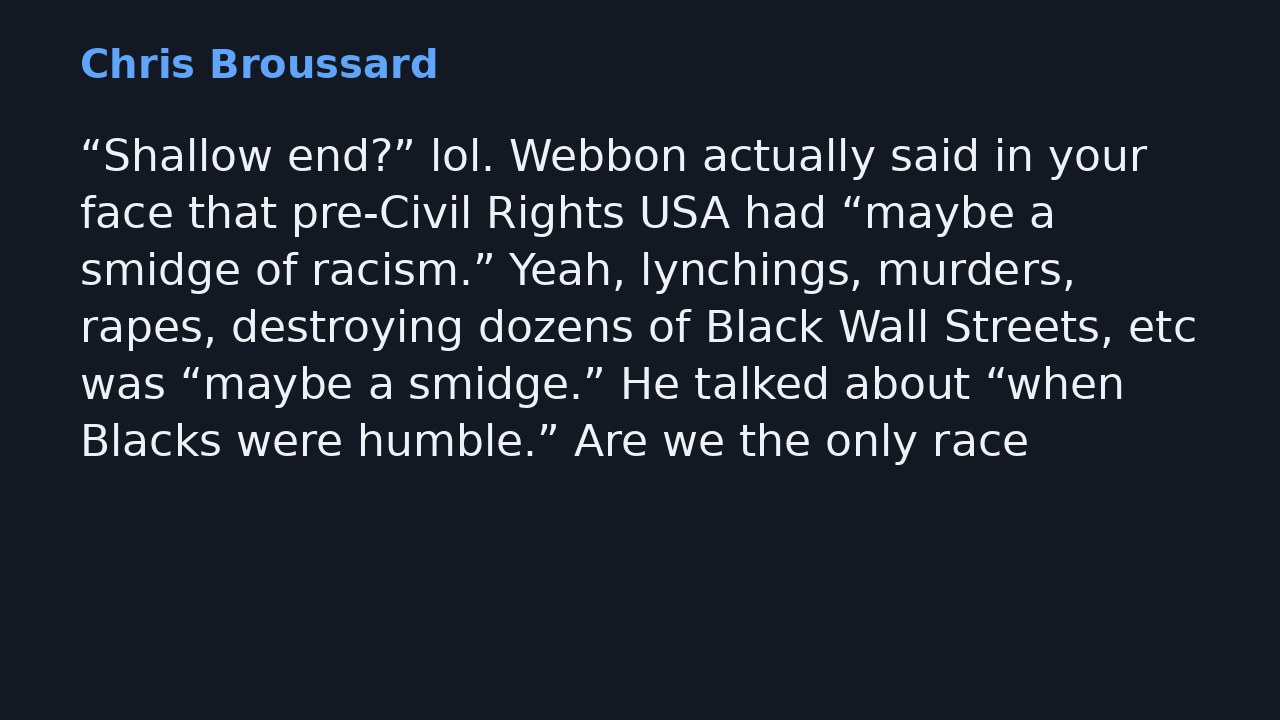 Chris Broussard
“Shallow end?” lol. Webbon actually said in your
face that pre-Civil Rights USA had “maybe a
smidge of racism.” Yeah, lynchings, murders,
rapes, destroying dozens of Black Wall Streets, etc
was “maybe a smidge.” He talked about “when
Blacks were humble.” Are we the only race